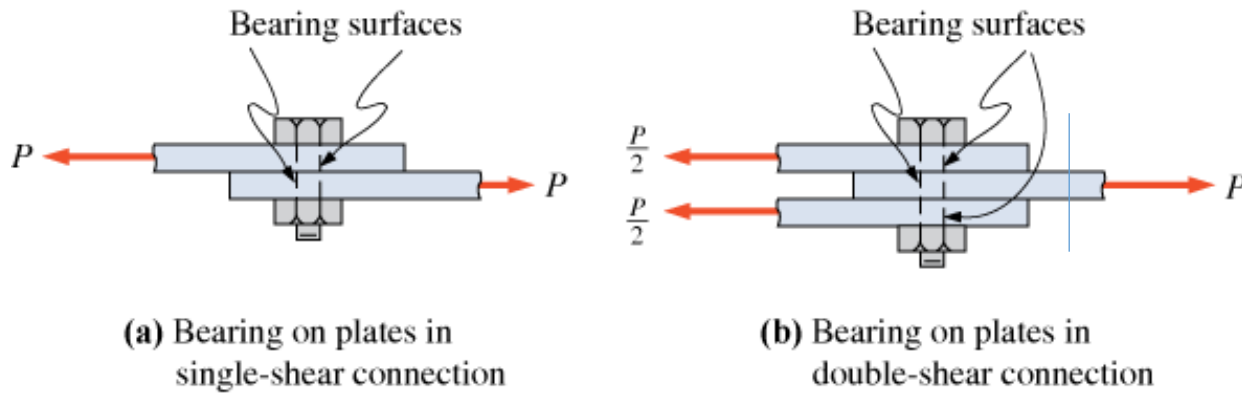 Bearing surfaces
P
P
(a) Bearing on plates in
single-shear connection
Bearing surfaces
P/2
P/2
P
(b) Bearing on plates in
double-shear connection